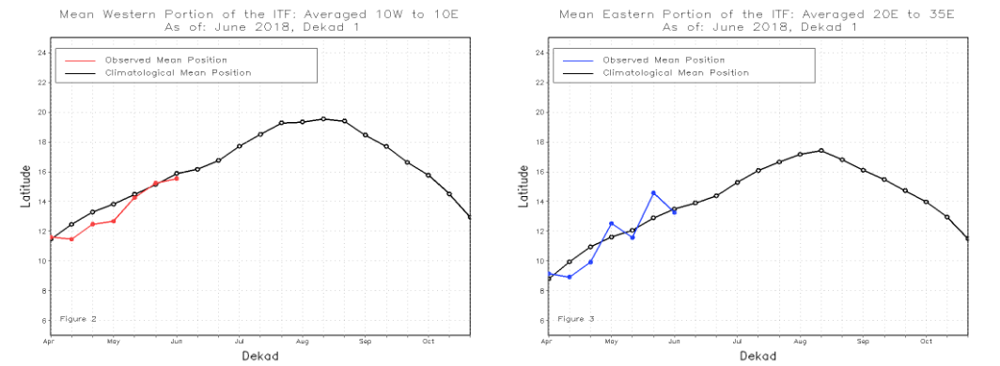 Mean Western Portion of the ITF: Averaged 10W to 10E
As of: June 2018, Dekad 1
Observed Mean Position
Climatological Mean Position
24
22
20
18
16
14
12
10
8
6
Latitude
Figure 2
Apr May Jun Jul Aug Sep Oct
Dekad
Mean Eastern Portion of the ITF: Averaged 20E to 35E
As of: June 2018, Dekad 1
Observed Mean Position
Climatological Mean Position
24
22
20
18
16
14
12
10
8
6
Latitude
Figure 3
Apr May Jun Jul Aug Sep Oct
Dekad